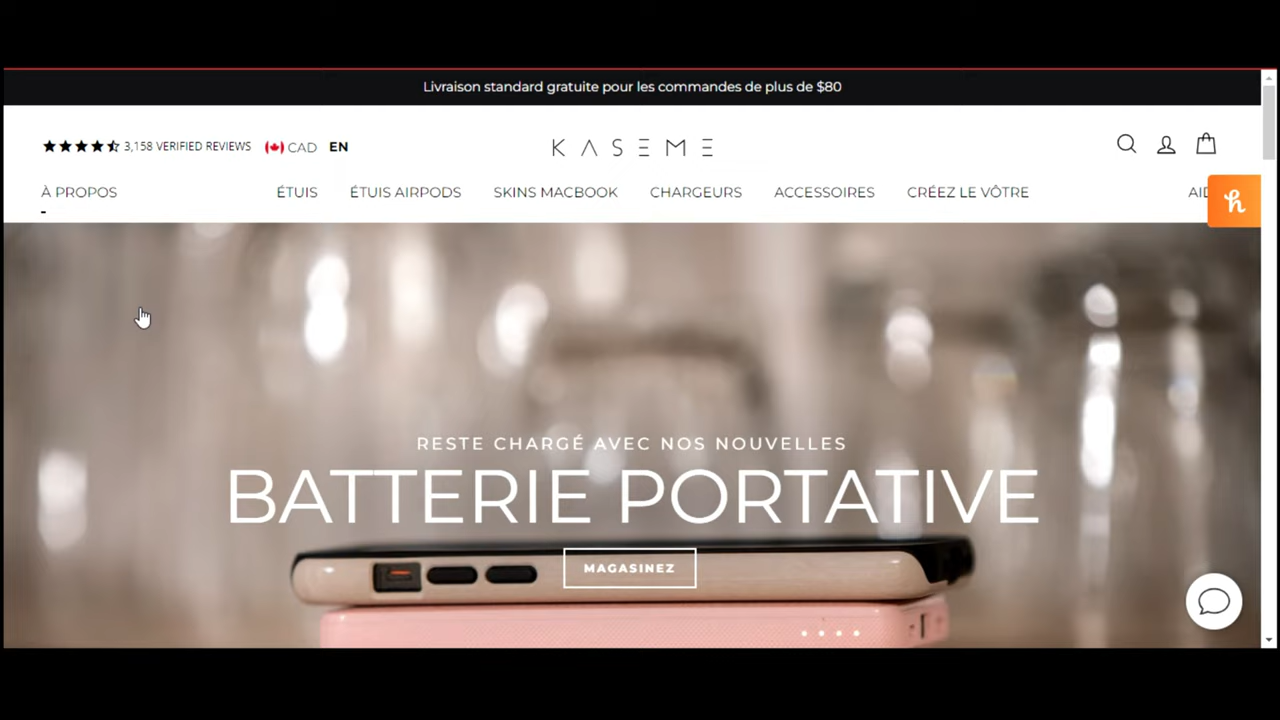 Livraison standard gratuite pour les commandes de plus de $80
3,158 VERIFIED REVIEWS CAD EN
KASEME
À PROPOS ÉTUIS ÉTUIS AIRPODS SKINS MACBOOK CHARGEURS ACCESSOIRES CRÉEZ LE VÔTRE
RESTE CHARGÉ AVEC NOS NOUVELLES
BATTERIE PORTATIVE
MAGASINEZ